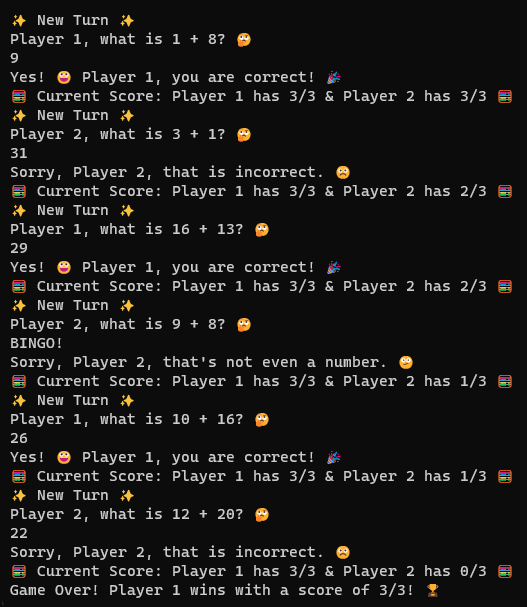 ✨ New Turn ✨
Player 1, what is 1 + 8? 🤔
9
Yes! 😀 Player 1, you are correct! 🎉
🧮 Current Score: Player 1 has 3/3 & Player 2 has 3/3 🧮
✨ New Turn ✨
Player 2, what is 3 + 1? 🤔
31
Sorry, Player 2, that is incorrect. 🙁
🧮 Current Score: Player 1 has 3/3 & Player 2 has 2/3 🧮
✨ New Turn ✨
Player 1, what is 16 + 13? 🤔
29
Yes! 😀 Player 1, you are correct! 🎉
🧮 Current Score: Player 1 has 3/3 & Player 2 has 2/3 🧮
✨ New Turn ✨
Player 2, what is 9 + 8? 🤔
BINGO!
Sorry, Player 2, that's not even a number. 🙄
🧮 Current Score: Player 1 has 3/3 & Player 2 has 1/3 🧮
✨ New Turn ✨
Player 1, what is 10 + 16? 🤔
26
Yes! 😀 Player 1, you are correct! 🎉
🧮 Current Score: Player 1 has 3/3 & Player 2 has 1/3 🧮
✨ New Turn ✨
Player 2, what is 12 + 20? 🤔
22
Sorry, Player 2, that is incorrect. 🙁
🧮 Current Score: Player 1 has 3/3 & Player 2 has 0/3 🧮
Game Over! Player 1 wins with a score of 3/3! 🏆